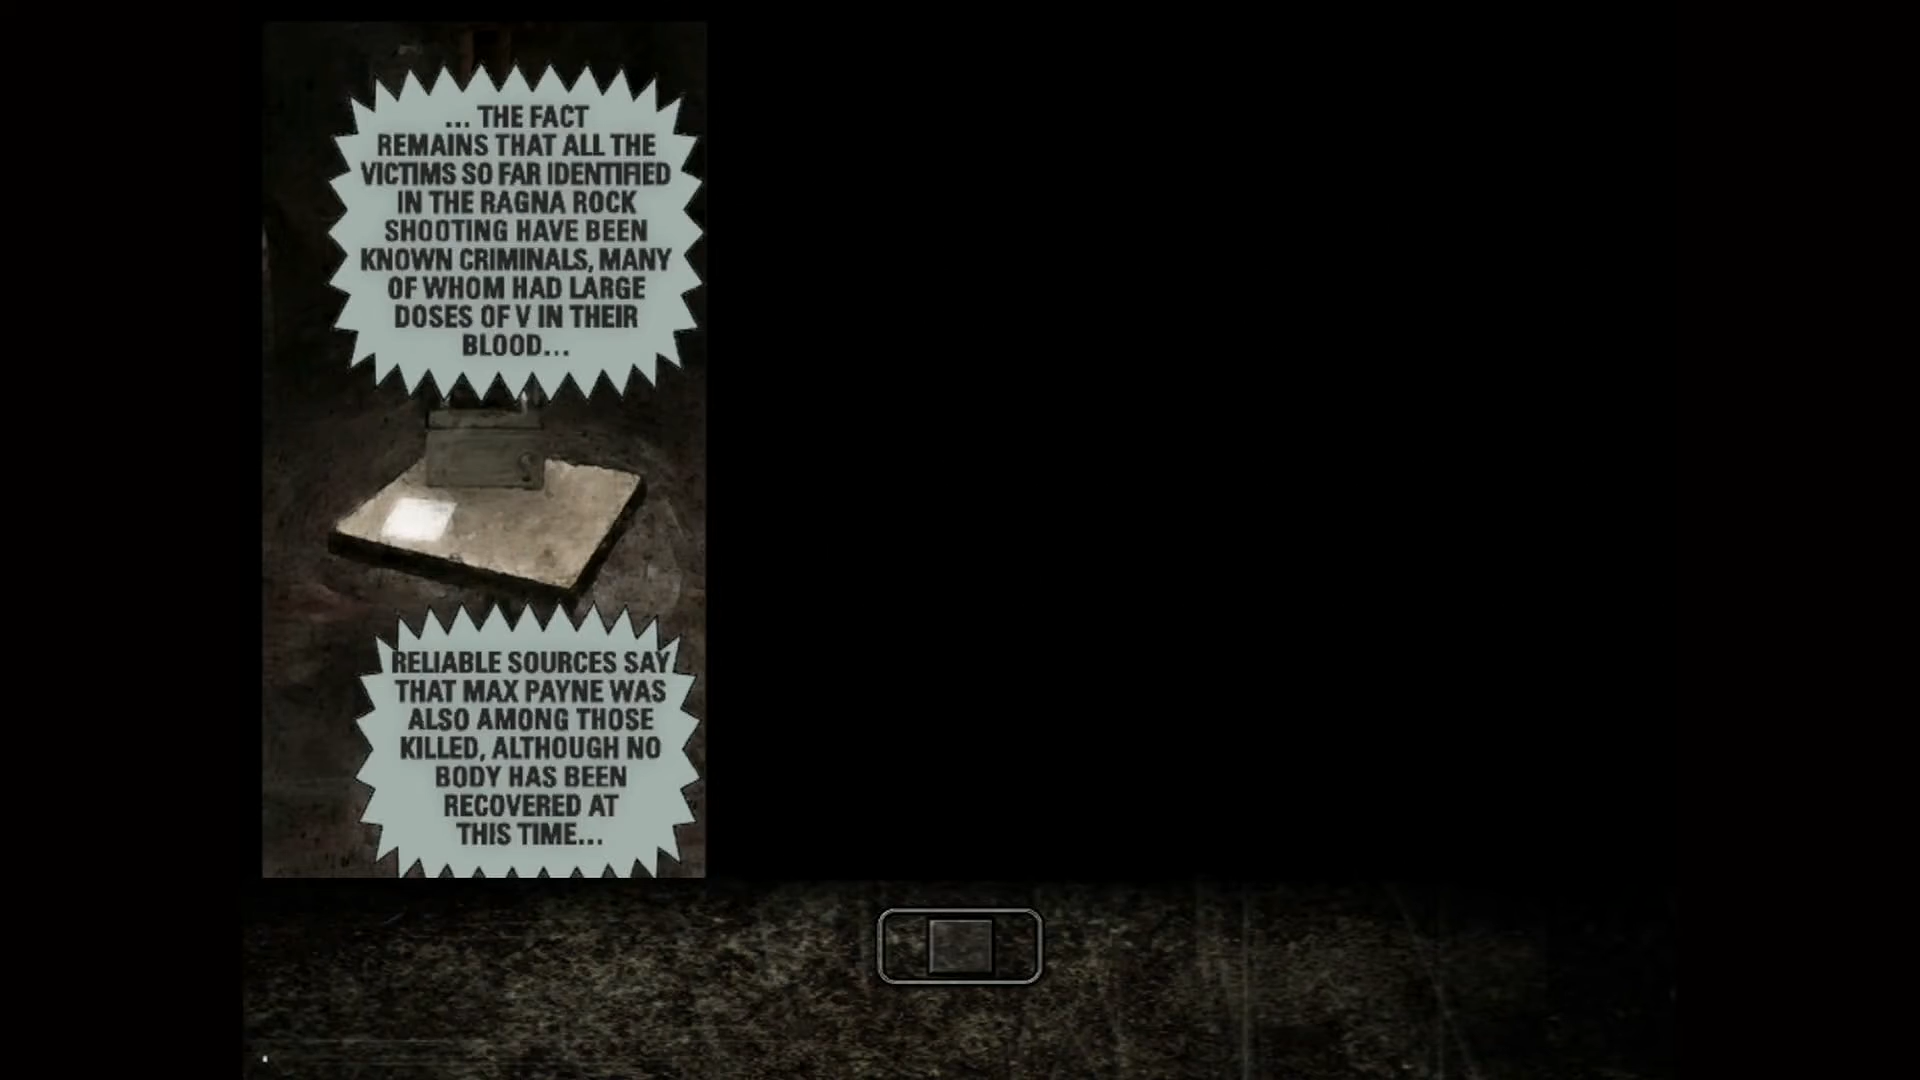 ... THE FACT
REMAINS THAT ALL THE
VICTIMS SO FAR IDENTIFIED
IN THE RAGNA ROCK
SHOOTING HAVE BEEN
KNOWN CRIMINALS, MANY
OF WHOM HAD LARGE
DOSES OF V IN THEIR
BLOOD...
RELIABLE SOURCES SAY
THAT MAX PAYNE WAS
ALSO AMONG THOSE
KILLED, ALTHOUGH NO
BODY HAS BEEN
RECOVERED AT
THIS TIME...